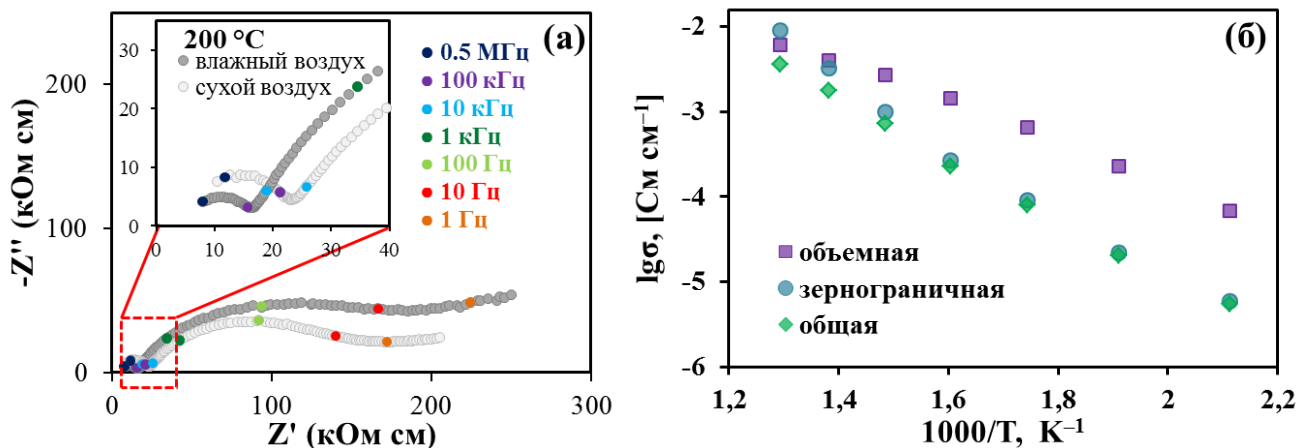 (а)
200 °C
влажный воздух
сухой воздух
30
20
10
0
0 10 20 30 40
0.5 МГц
100 кГц
10 кГц
1 кГц
100 Гц
10 Гц
1 Гц
-Z'' (кОм см)
200
100
0
0 100 200 300
Z' (кОм см)
(б)
lgσ, [См см⁻¹]
-2
-3
-4
-5
-6
объемная
зернограничная
общая
1,2 1,4 1,6 1,8 2 2,2
1000/T, K⁻¹